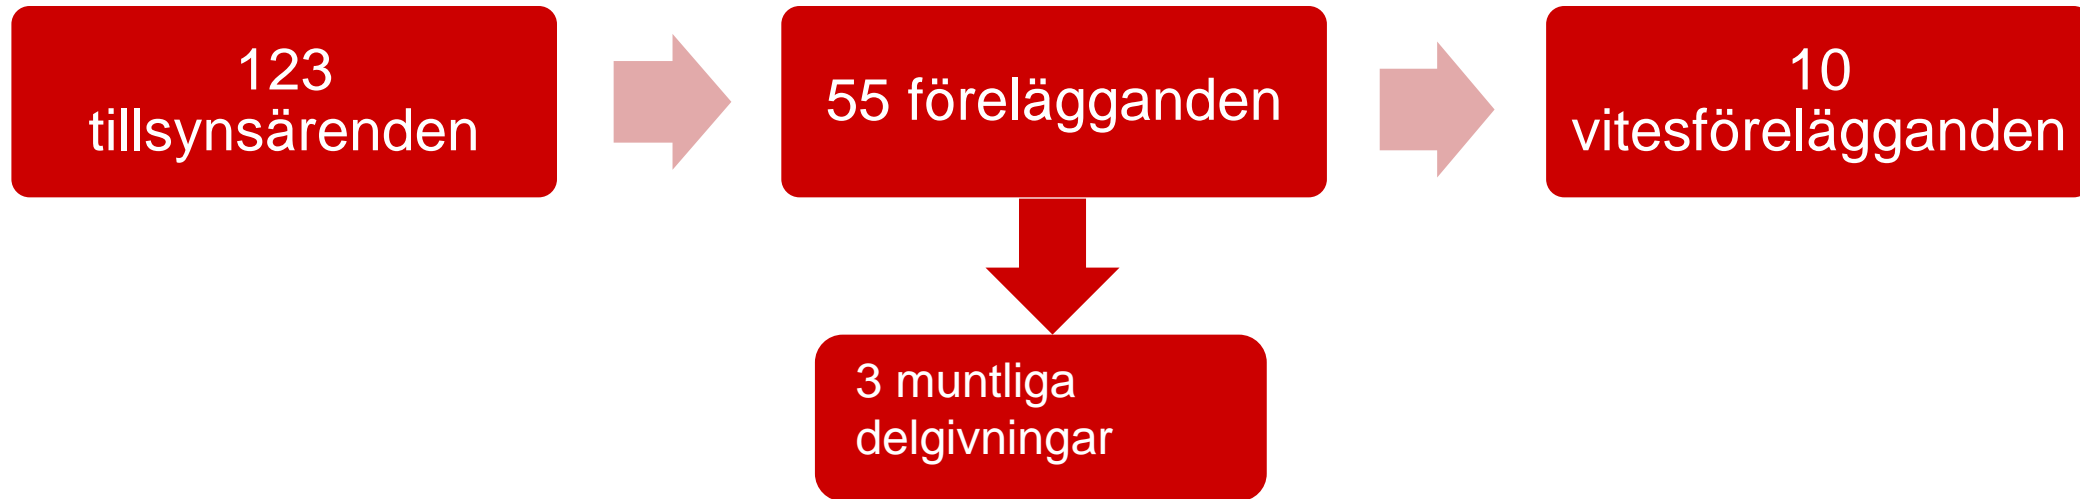 123
tillsynsärenden
55 förelägganden
10
vitesförelägganden
3 muntliga
delgivningar